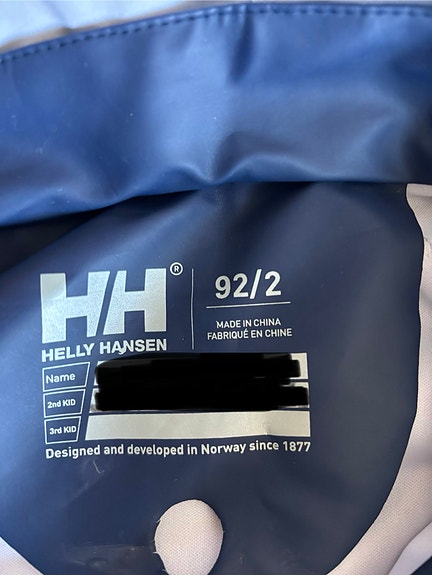 HH®
HELLY HANSEN
92/2
MADE IN CHINA
FABRIQUÉ EN CHINE
Name
2nd KID
3rd KID
Designed and developed in Norway since 1877